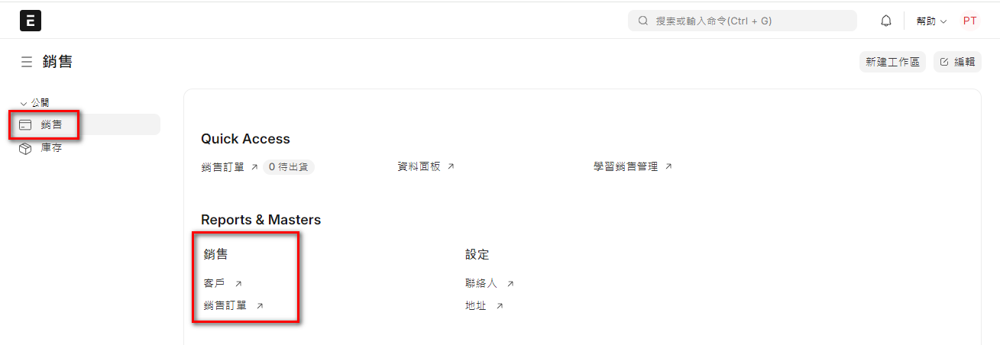 E
搜索或輸入命令(Ctrl + G)
幫助
PT
銷售
新建工作區
編輯
公開
銷售
庫存
Quick Access
銷售訂單 0 待出貨
資料面板
學習銷售管理
Reports & Masters
銷售
設定
客戶
聯絡人
銷售訂單
地址